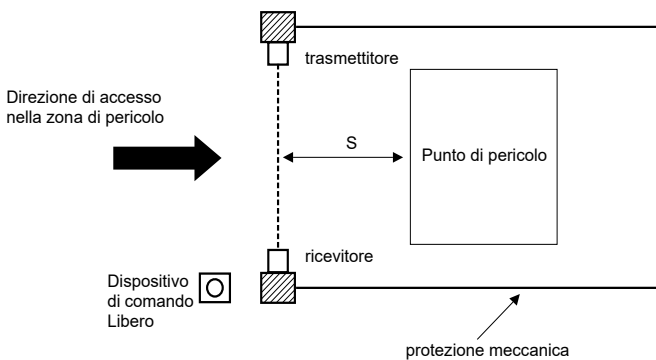 trasmettitore
Direzione di accesso
nella zona di pericolo
S
Punto di pericolo
ricevitore
Dispositivo
di comando
Libero
protezione meccanica